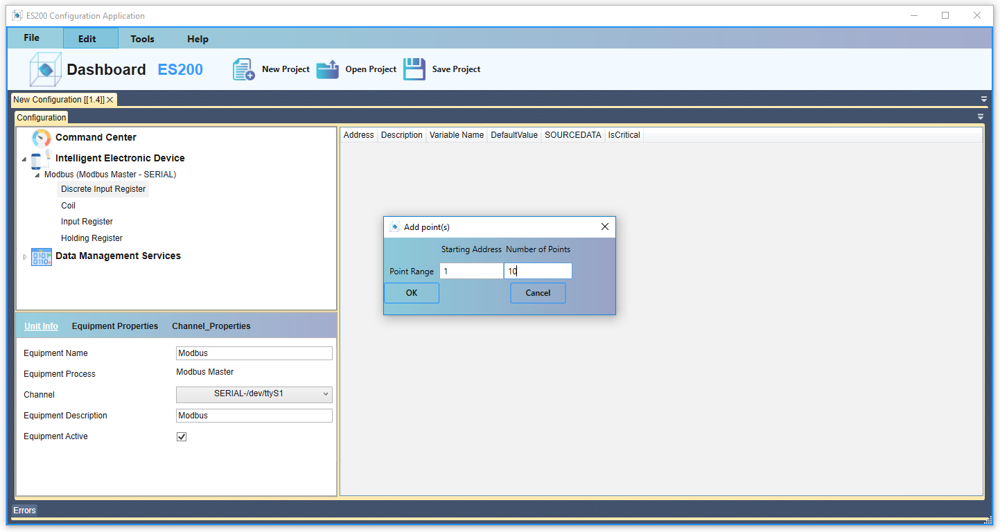 ES200 Configuration Application
File Edit Tools Help
Dashboard ES200 New Project Open Project Save Project
New Configuration [[1.4]]
Configuration
Command Center
Intelligent Electronic Device
Modbus (Modbus Master - SERIAL)
Discrete Input Register
Coil
Input Register
Holding Register
Data Management Services
Address Description Variable Name DefaultValue SOURCEDATA IsCritical
Add point(s)
Starting Address Number of Points
Point Range 1 10
OK Cancel
Unit Info Equipment Properties Channel_Properties
Equipment Name Modbus
Equipment Process Modbus Master
Channel SERIAL-/dev/ttyS1
Equipment Description Modbus
Equipment Active
Errors